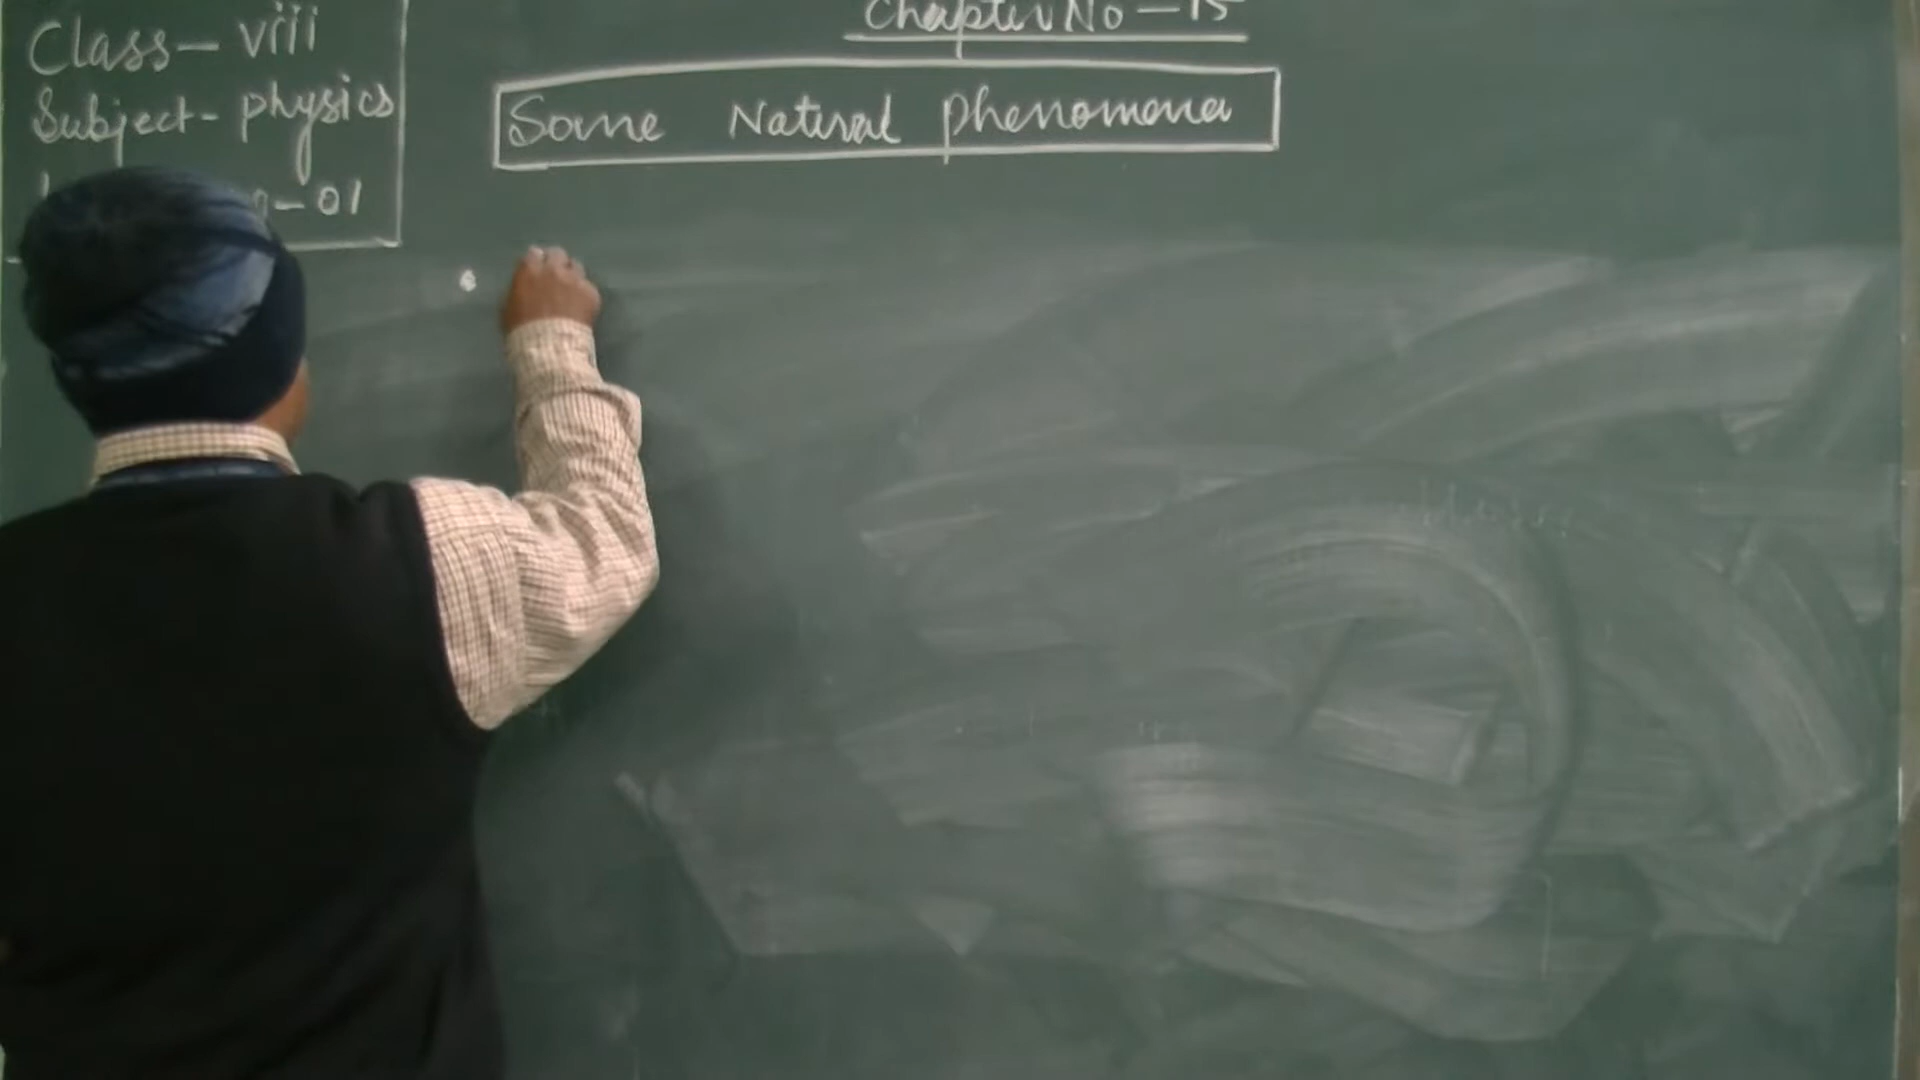 Class- viii
Subject- physics
-01
Chapter No - 15
Some Natural Phenomena